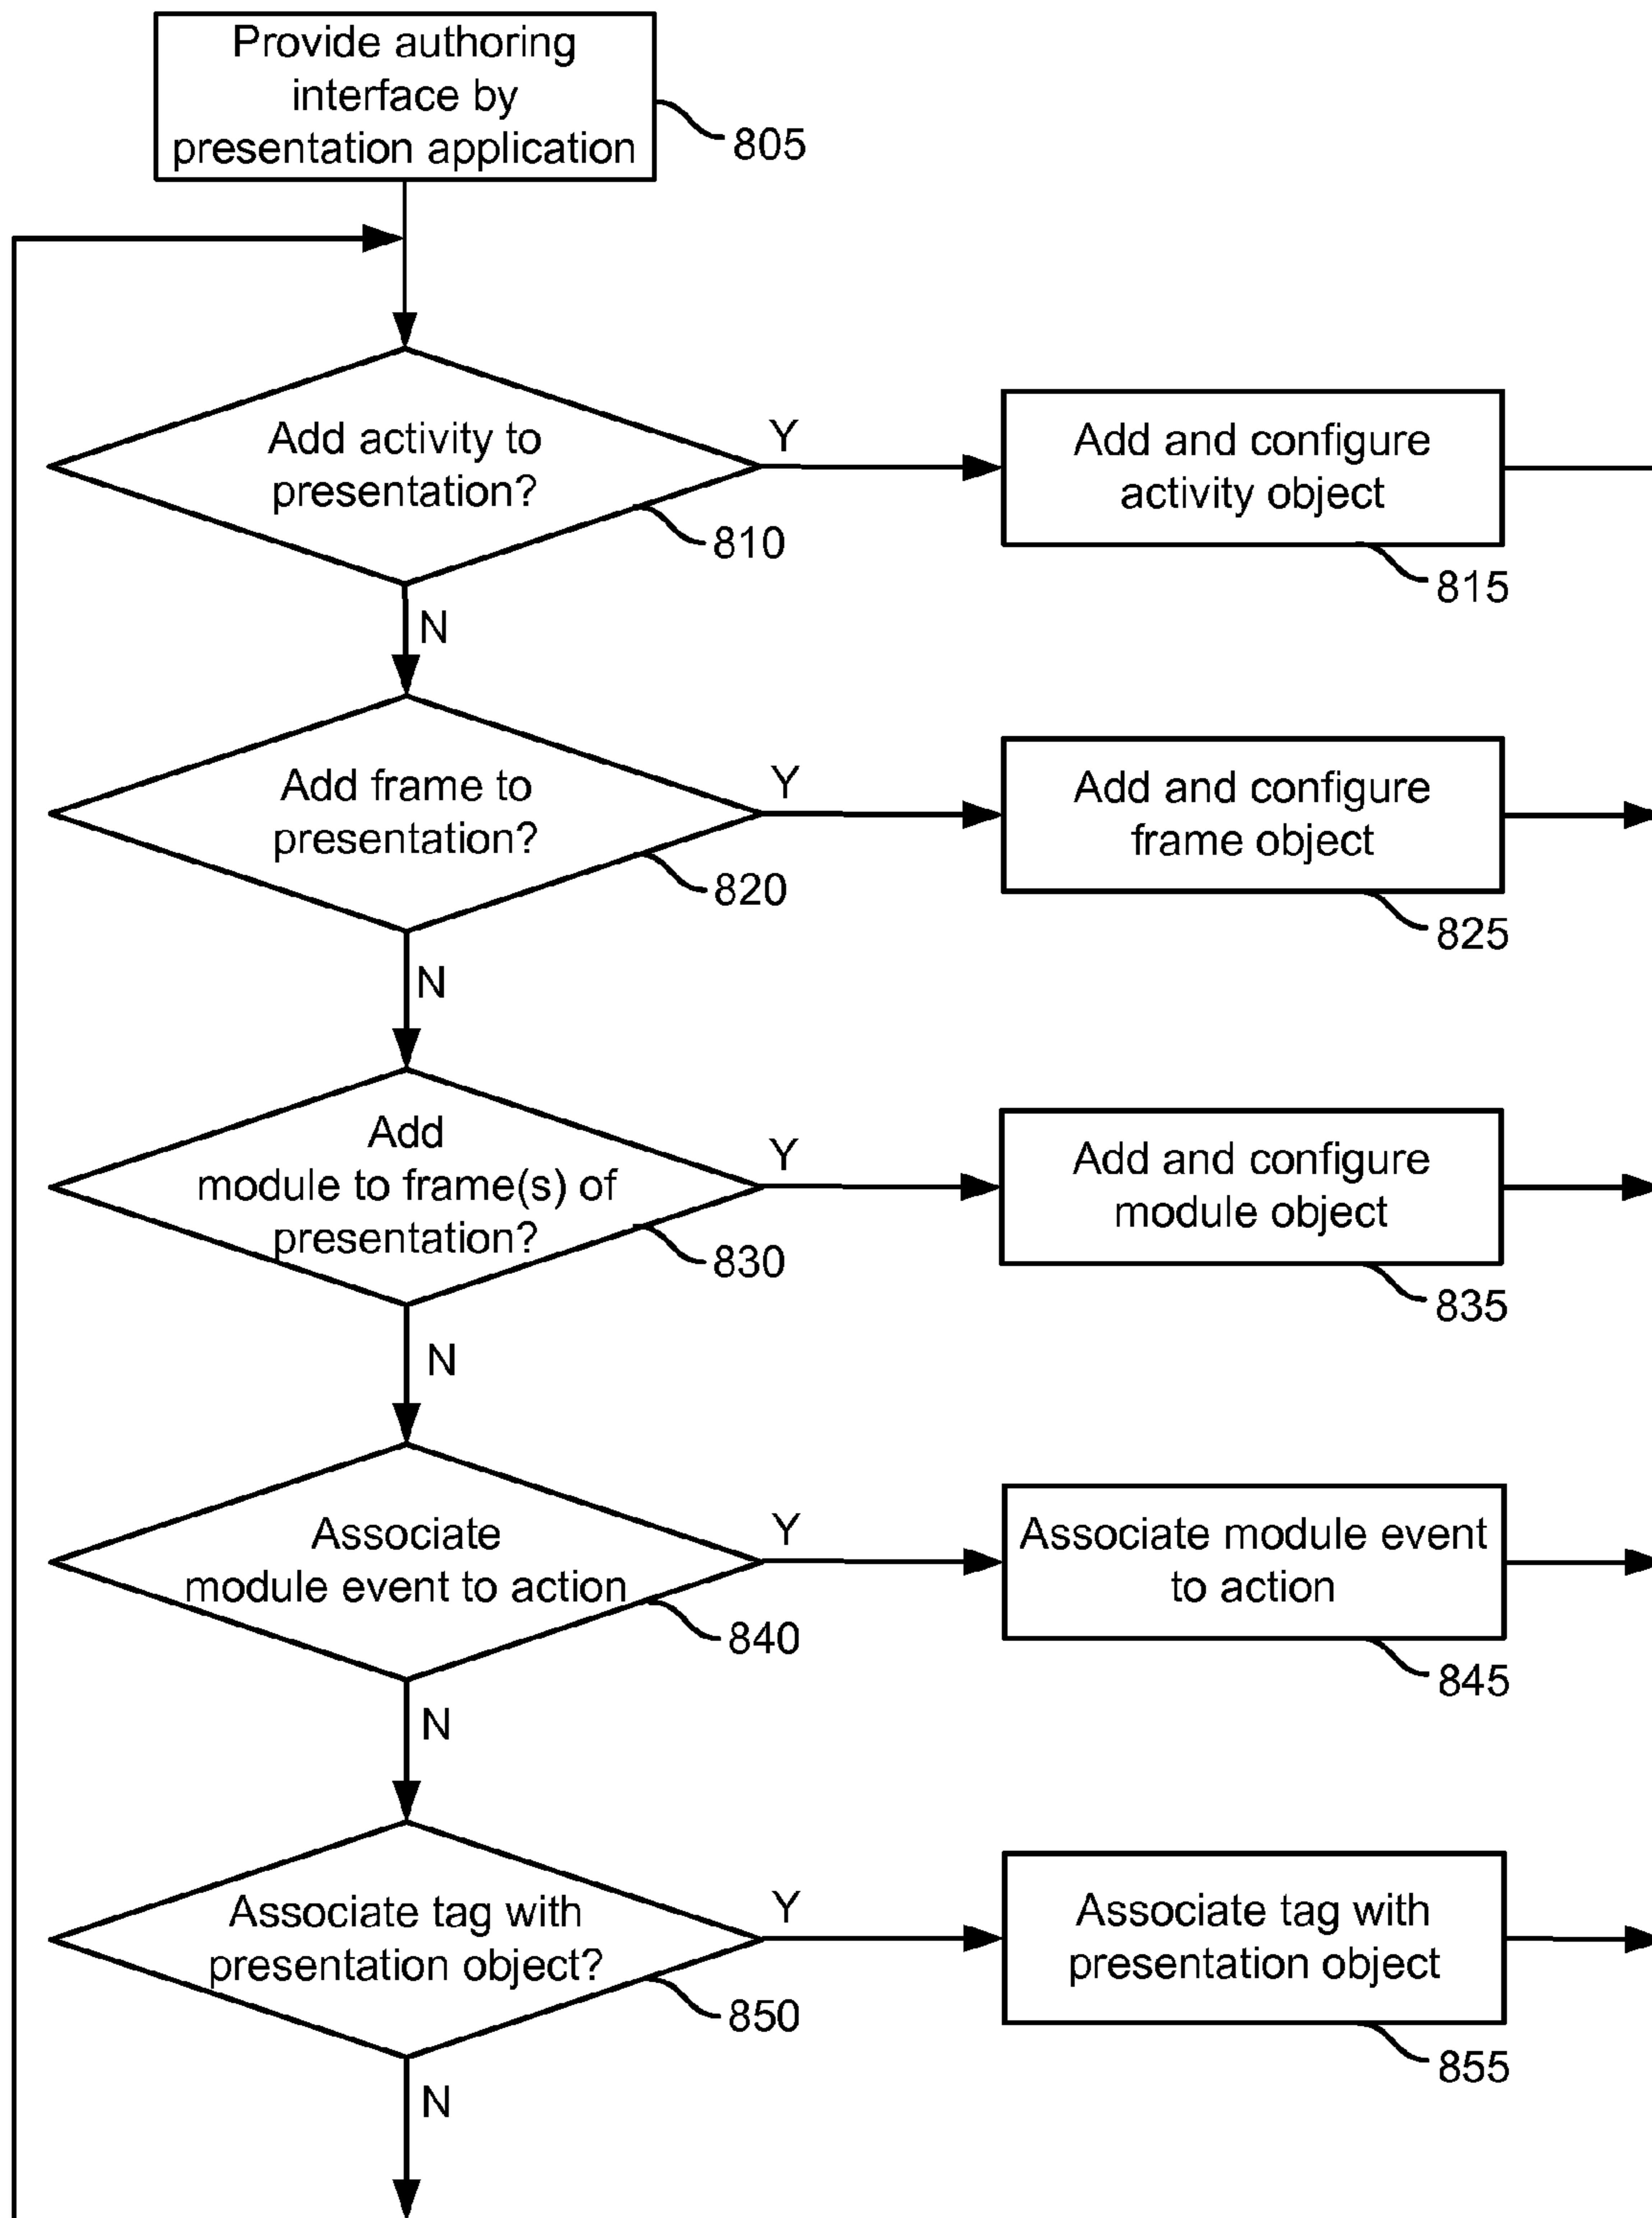 Provide authoring
interface by
presentation application
805
Add activity to
presentation?
810
Y
N
Add and configure
activity object
815
Add frame to
presentation?
820
Y
N
Add and configure
frame object
825
Add
module to frame(s) of
presentation?
830
Y
N
Add and configure
module object
835
Associate
module event to action
840
Y
N
Associate module event
to action
845
Associate tag with
presentation object?
850
Y
N
Associate tag with
presentation object
855